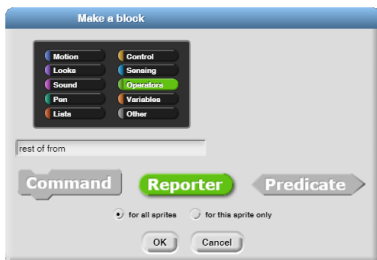 Make a block
Motion Control
Looks Sensing
Sound Operators
Pen Variables
Lists Other
rest of from
Command Reporter Predicate
for all sprites for this sprite only
OK Cancel